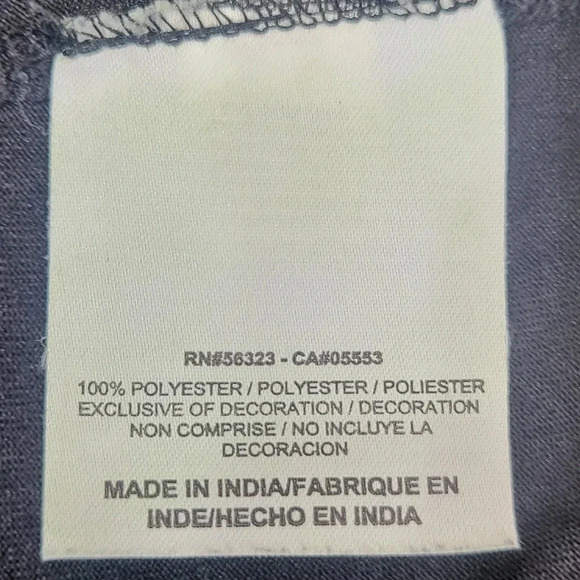 RN#56323 - CA#05553
100% POLYESTER / POLYESTER / POLIESTER
EXCLUSIVE OF DECORATION / DECORATION
NON COMPRISE / NO INCLUYE LA
DECORACION
MADE IN INDIA/FABRIQUE EN
INDE/HECHO EN INDIA